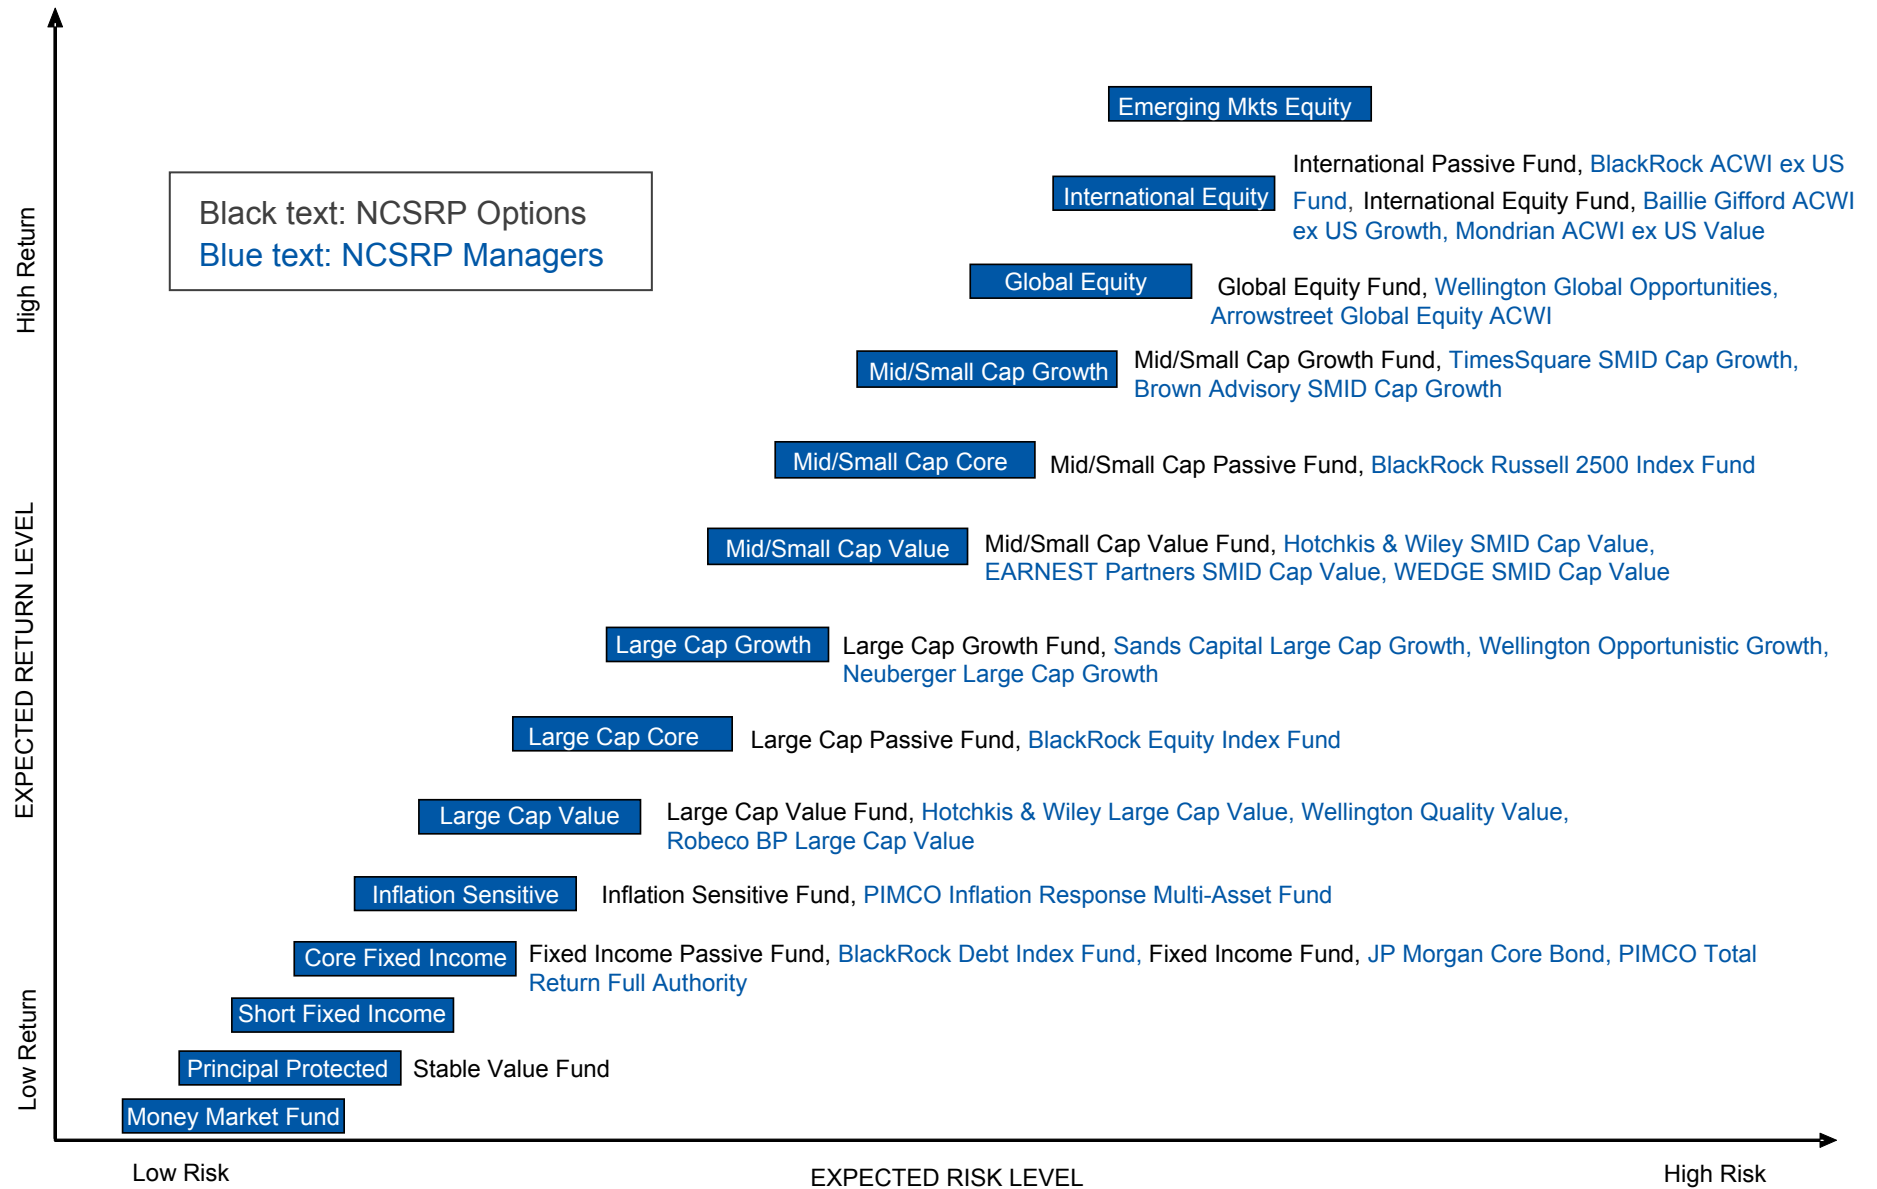 Emerging Mkts Equity
International Passive Fund, BlackRock ACWI ex US
International Equity
Fund, International Equity Fund, Baillie Gifford ACWI
ex US Growth, Mondrian ACWI ex US Value
Black text: NCSRP Options
Blue text: NCSRP Managers
Global Equity
Global Equity Fund, Wellington Global Opportunities,
Arrowstreet Global Equity ACWI
Mid/Small Cap Growth
Mid/Small Cap Growth Fund, TimesSquare SMID Cap Growth,
Brown Advisory SMID Cap Growth
Mid/Small Cap Core
Mid/Small Cap Passive Fund, BlackRock Russell 2500 Index Fund
Mid/Small Cap Value
Mid/Small Cap Value Fund, Hotchkis & Wiley SMID Cap Value,
EARNEST Partners SMID Cap Value, WEDGE SMID Cap Value
Large Cap Growth
Large Cap Growth Fund, Sands Capital Large Cap Growth, Wellington Opportunistic Growth,
Neuberger Large Cap Growth
Large Cap Core
Large Cap Passive Fund, BlackRock Equity Index Fund
Large Cap Value
Large Cap Value Fund, Hotchkis & Wiley Large Cap Value, Wellington Quality Value,
Robeco BP Large Cap Value
Inflation Sensitive
Inflation Sensitive Fund, PIMCO Inflation Response Multi-Asset Fund
Core Fixed Income
Fixed Income Passive Fund, BlackRock Debt Index Fund, Fixed Income Fund, JP Morgan Core Bond, PIMCO Total
Return Full Authority
Short Fixed Income
Principal Protected
Stable Value Fund
Money Market Fund
High Return
EXPECTED RETURN LEVEL
Low Return
Low Risk
EXPECTED RISK LEVEL
High Risk